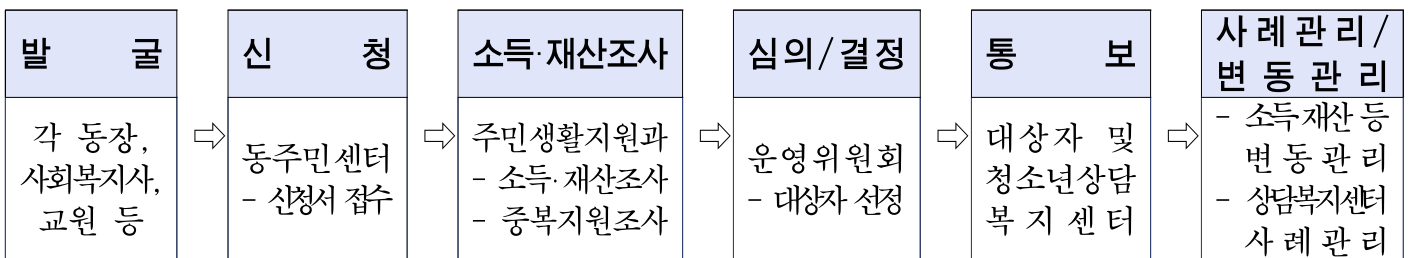 발 굴
각 동장,
사회복지사,
교원 등
⇨
신 청
동주민센터
- 신청서 접수
⇨
소득·재산조사
주민생활지원과
- 소득·재산조사
- 중복지원조사
⇨
심의/결정
운영위원회
- 대상자 선정
⇨
통 보
대상자 및
청소년상담
복지센터
⇨
사례관리/
변동관리
- 소득·재산 등
변동관리
- 상담복지센터
사례관리